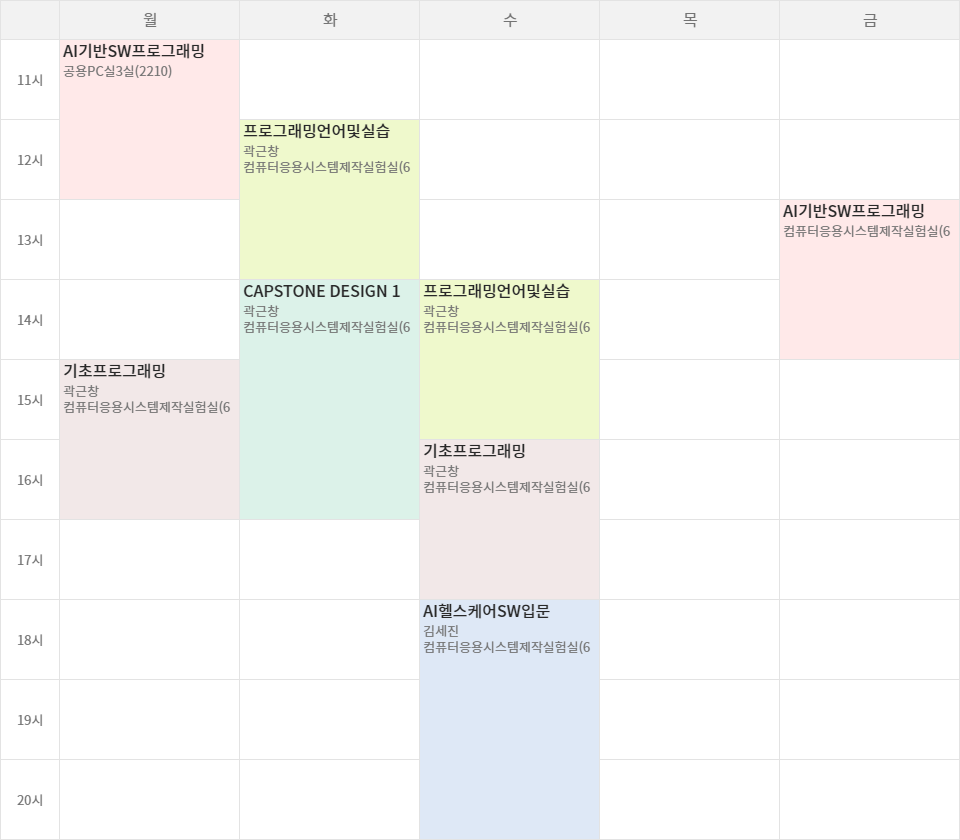 월 화 수 목 금
11시
AI기반SW프로그래밍
공용PC실3실(2210)
12시
프로그래밍언어및실습
곽근창
컴퓨터응용시스템제작실험실(6
13시
AI기반SW프로그래밍
컴퓨터응용시스템제작실험실(6
14시
CAPSTONE DESIGN 1
곽근창
컴퓨터응용시스템제작실험실(6
프로그래밍언어및실습
곽근창
컴퓨터응용시스템제작실험실(6
15시
기초프로그래밍
곽근창
컴퓨터응용시스템제작실험실(6
16시
기초프로그래밍
곽근창
컴퓨터응용시스템제작실험실(6
17시
18시
AI헬스케어SW입문
김세진
컴퓨터응용시스템제작실험실(6
19시
20시